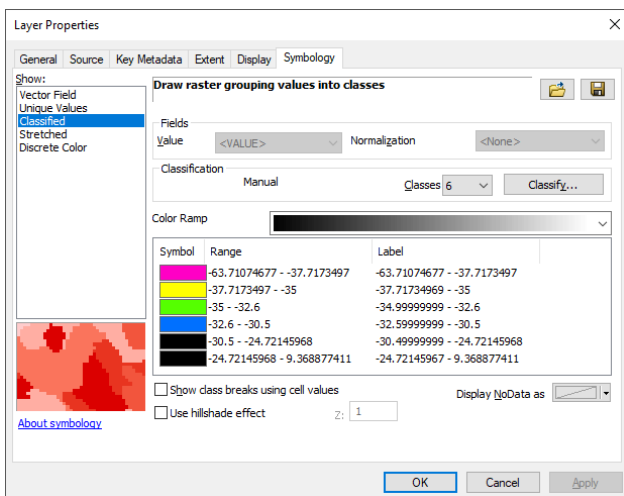 Layer Properties
General Source Key Metadata Extent Display Symbology
Show:
Vector Field
Unique Values
Classified
Stretched
Discrete Color
About symbology
Draw raster grouping values into classes
Fields
Value <VALUE> Normalization <None>
Classification
Manual Classes 6 Classify...
Color Ramp
Symbol Range Label
-63.71074677 - -37.7173497 -63.71074677 - -37.7173497
-37.7173497 - -35 -37.71734969 - -35
-35 - -32.6 -34.99999999 - -32.6
-32.6 - -30.5 -32.59999999 - -30.5
-30.5 - -24.72145968 -30.49999999 - -24.72145968
-24.72145968 - 9.368877411 -24.72145967 - 9.368877411
Show class breaks using cell values
Display NoData as
Use hillshade effect Z: 1
OK Cancel Apply